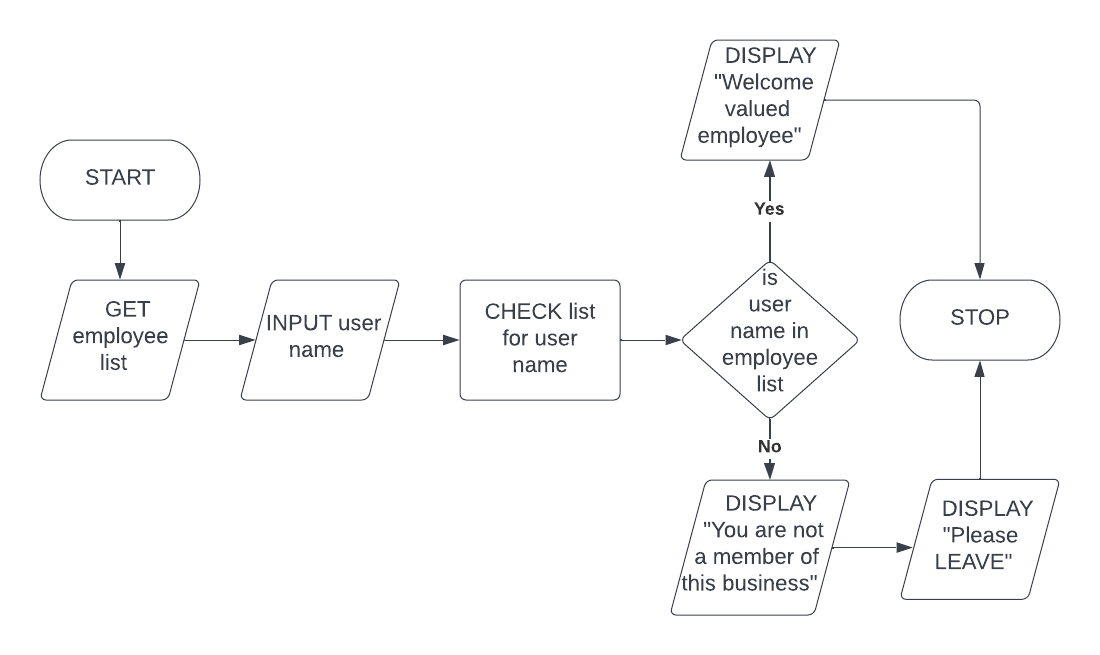 START
GET
employee
list
INPUT user
name
CHECK list
for user
name
is
user
name in
employee
list
Yes
DISPLAY
"Welcome
valued
employee"
No
DISPLAY
"You are not
a member of
this business"
DISPLAY
"Please
LEAVE"
STOP